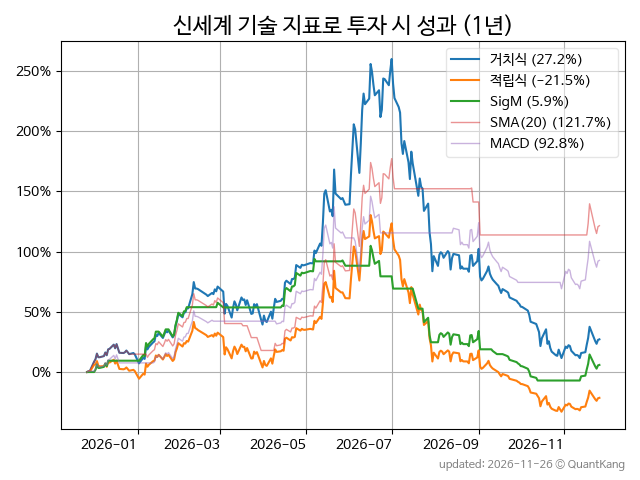 신세계 기술 지표로 투자 시 성과 (1년)
거치식 (27.2%)
적립식 (−21.5%)
SigM (5.9%)
SMA(20) (121.7%)
MACD (92.8%)
250%
200%
150%
100%
50%
0%
2026-01
2026-03
2026-05
2026-07
2026-09
2026-11
updated: 2026-11-26 © QuantKang